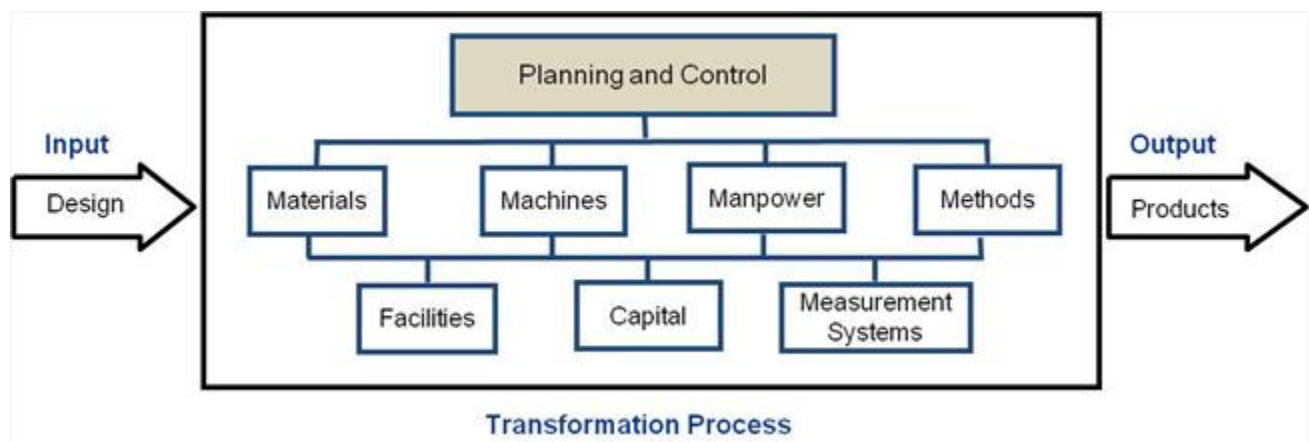 Planning and Control
Input
Output
Design
Materials
Machines
Manpower
Methods
Products
Facilities
Capital
Measurement
Systems
Transformation Process